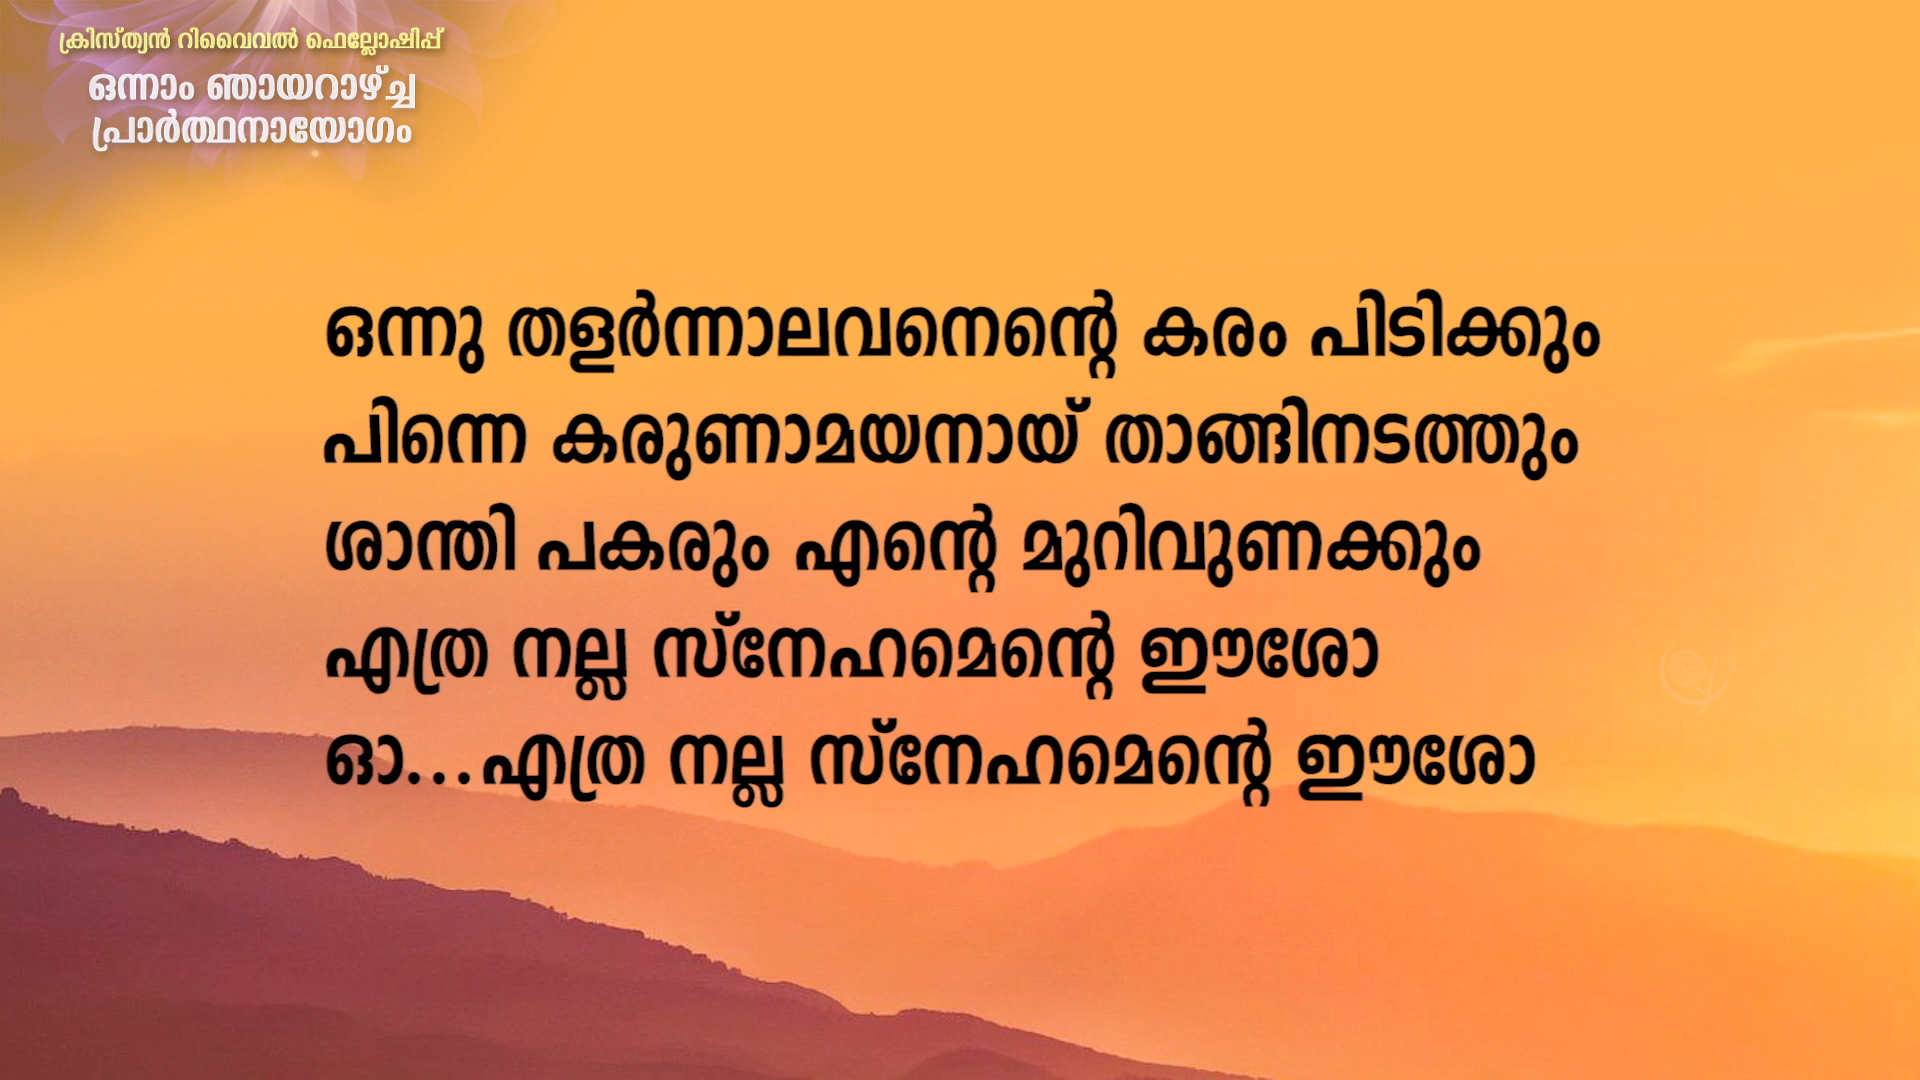 ക്രിസ്ത്യൻ റിവൈവൽ ഫെല്ലോഷിപ്പ്
ഒന്നാം ഞായറാഴ്ച്ച
പ്രാർത്ഥനായോഗം
ഒന്നു തളർന്നാലവനെന്റെ കരം പിടിക്കും
പിന്നെ കരുണാമയനായ് താങ്ങിനടത്തും
ശാന്തി പകരും എന്റെ മുറിവുണക്കും
എത്ര നല്ല സ്നേഹമെന്റെ ഈശോ
ഓ...എത്ര നല്ല സ്നേഹമെന്റെ ഈശോ